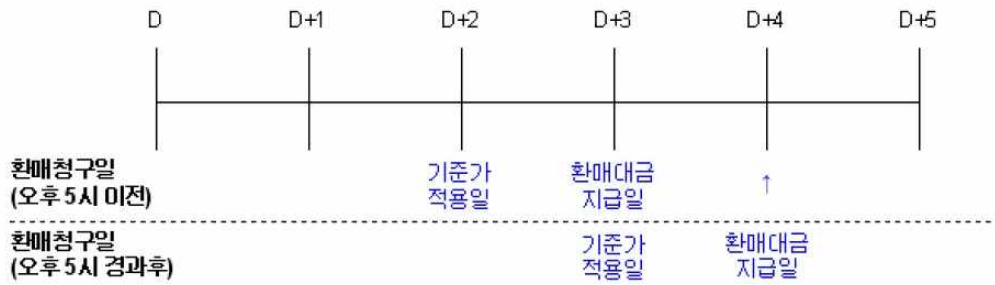 D D+1 D+2 D+3 D+4 D+5
환매청구일 기준가 환매대금 ↑
(오후 5시 이전) 적용일 지급일
환매청구일 기준가 환매대금
(오후 5시 경과후) 적용일 지급일